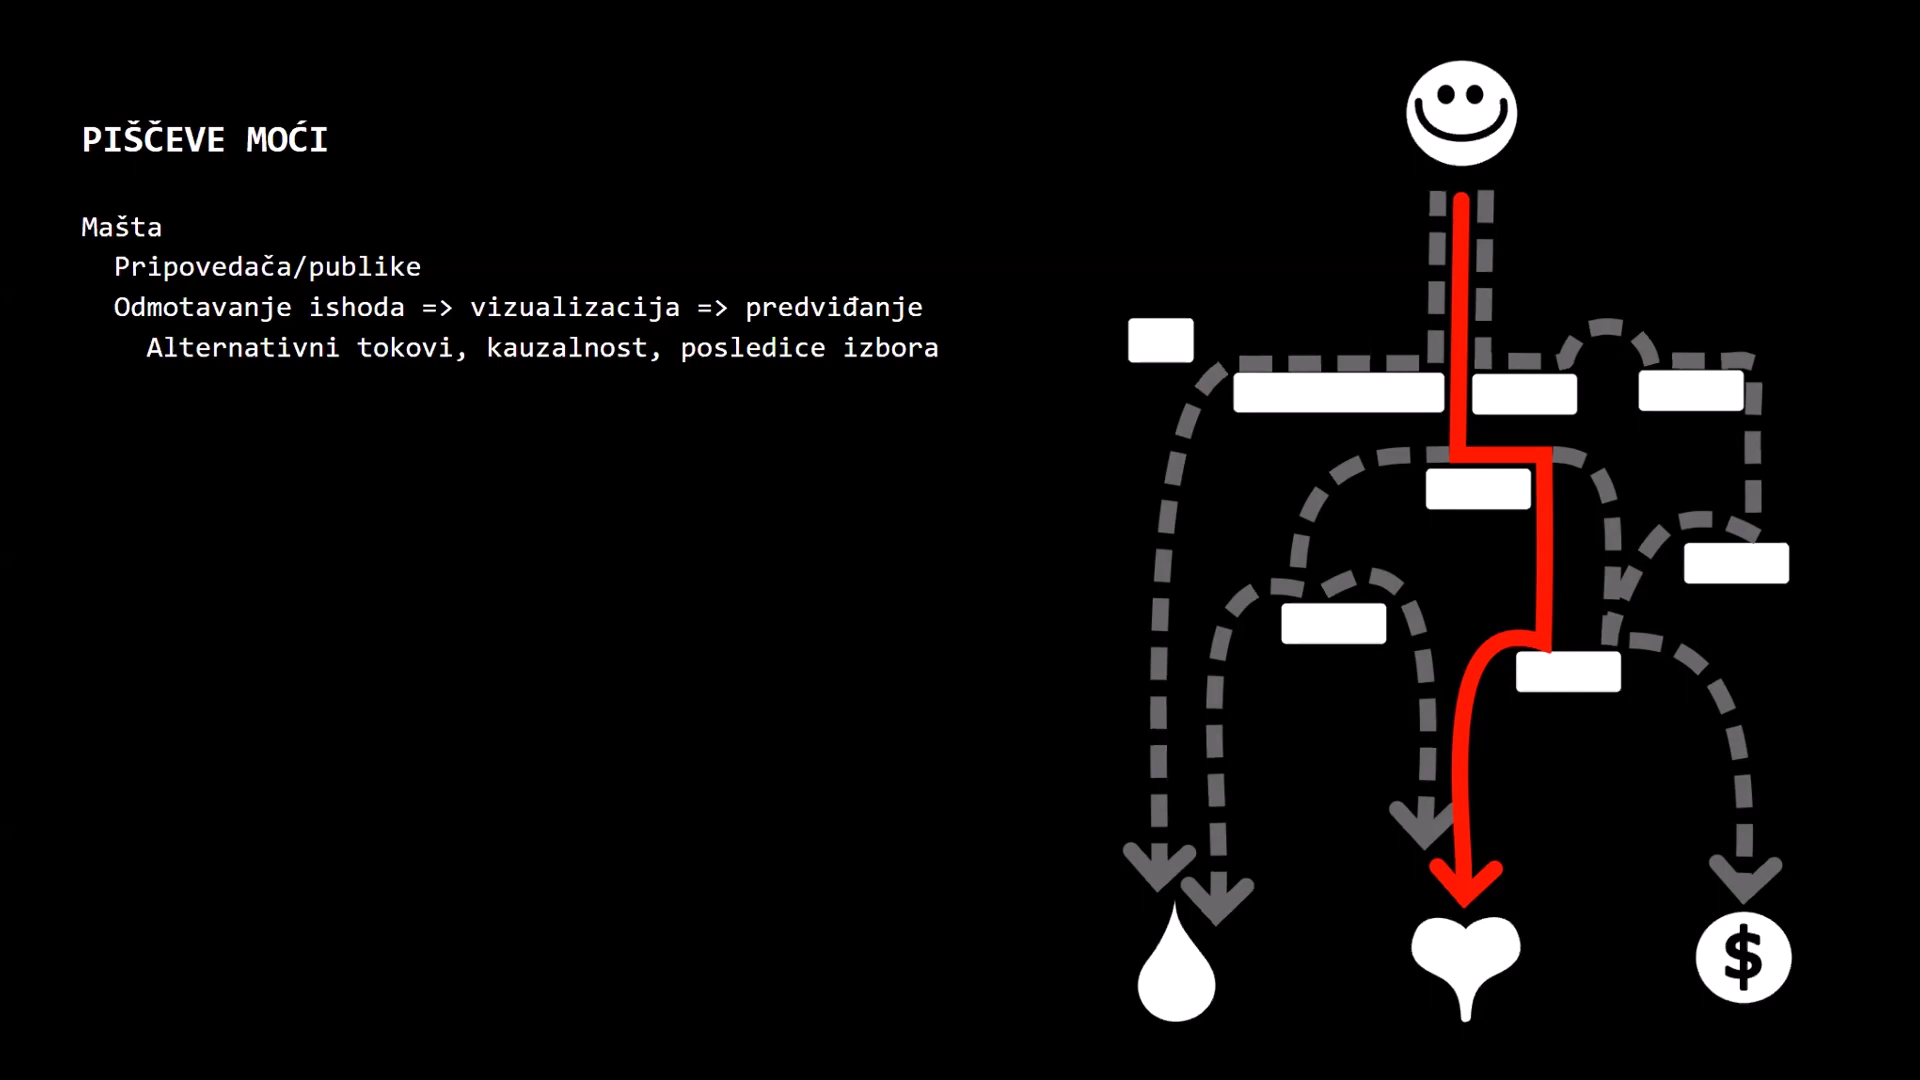 PIŠČEVE MOĆI
Mašta
Pripovedača/publike
Odmotavanje ishoda => vizualizacija => predviđanje
Alternativni tokovi, kauzalnost, posledice izbora
$